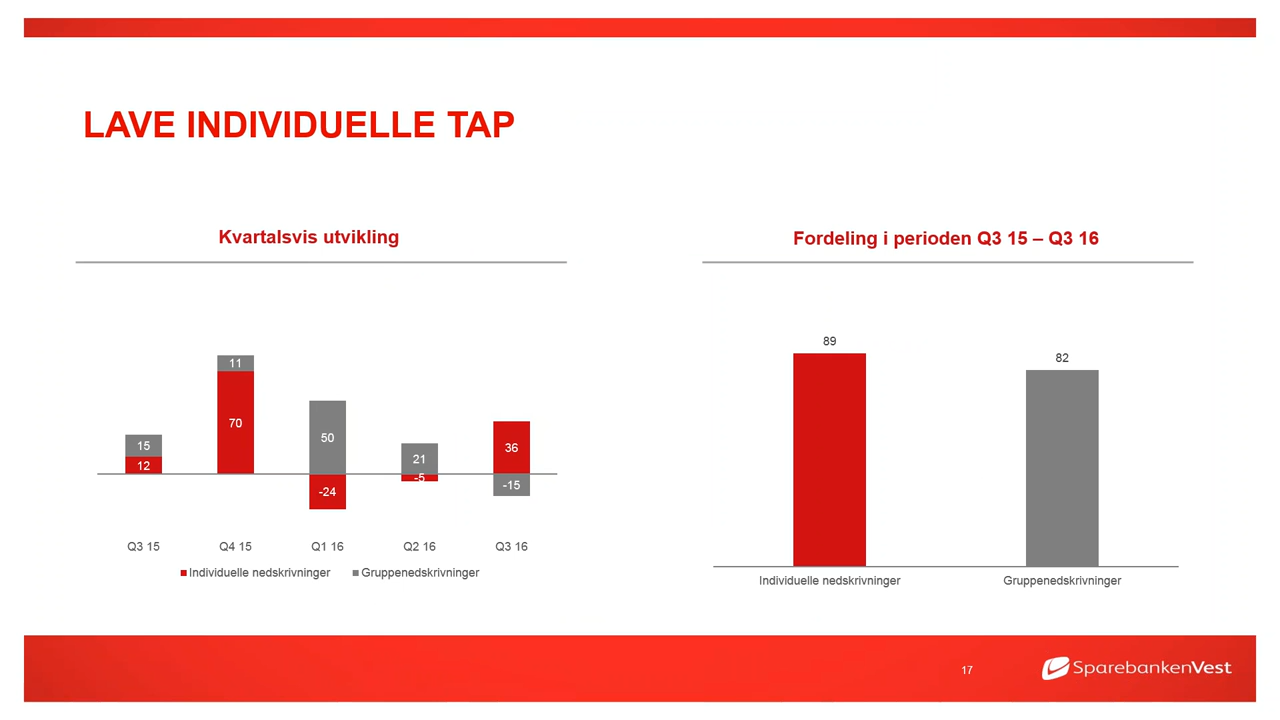 LAVE INDIVIDUELLE TAP
Kvartalsvis utvikling
15
12
11
70
50
-24
21
-5
36
-15
Q3 15 Q4 15 Q1 16 Q2 16 Q3 16
Individuelle nedskrivninger Gruppenedskrivninger
Fordeling i perioden Q3 15 – Q3 16
89
82
Individuelle nedskrivninger Gruppenedskrivninger
17
SparebankenVest